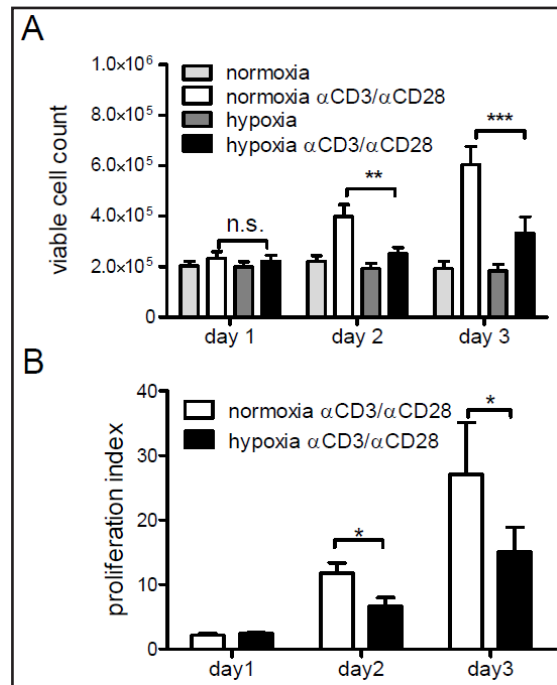 A
viable cell count
1.0×10⁶
8.0×10⁵
6.0×10⁵
4.0×10⁵
2.0×10⁵
0
normoxia
normoxia αCD3/αCD28
hypoxia
hypoxia αCD3/αCD28
n.s.
**
***
day 1
day 2
day 3
B
proliferation index
40
30
20
10
0
normoxia αCD3/αCD28
hypoxia αCD3/αCD28
*
*
day1
day2
day3